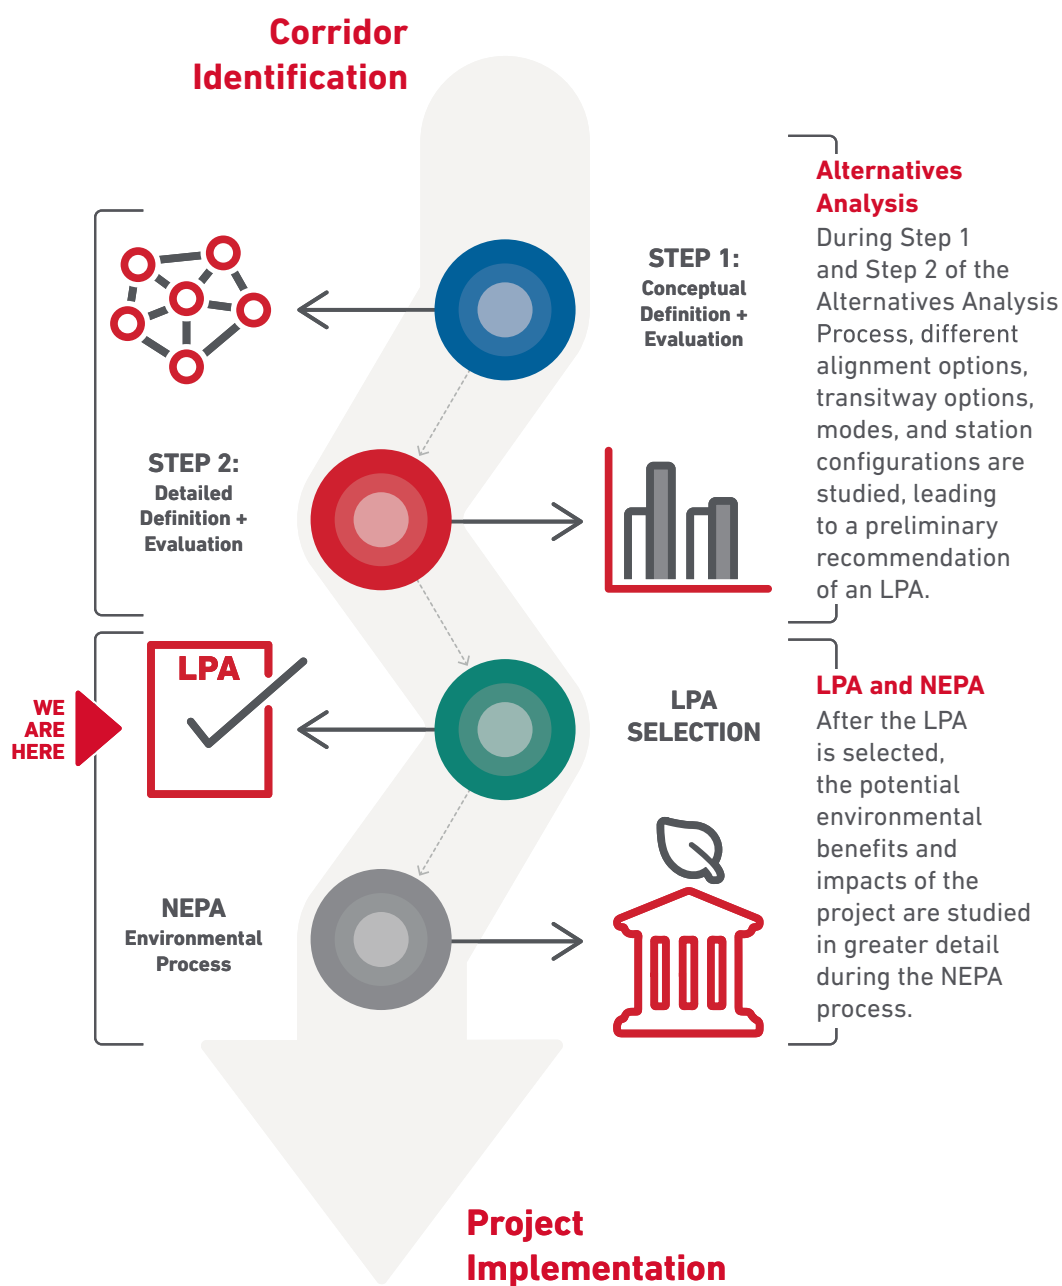 Corridor
Identification
STEP 1:
Conceptual
Definition +
Evaluation
Alternatives
Analysis
During Step 1
and Step 2 of the
Alternatives Analysis
Process, different
alignment options,
transitway options,
modes, and station
configurations are
studied, leading
to a preliminary
recommendation
of an LPA.
STEP 2:
Detailed
Definition +
Evaluation
WE
ARE
HERE
LPA
LPA
SELECTION
LPA and NEPA
After the LPA
is selected,
the potential
environmental
benefits and
impacts of the
project are studied
in greater detail
during the NEPA
process.
NEPA
Environmental
Process
Project
Implementation